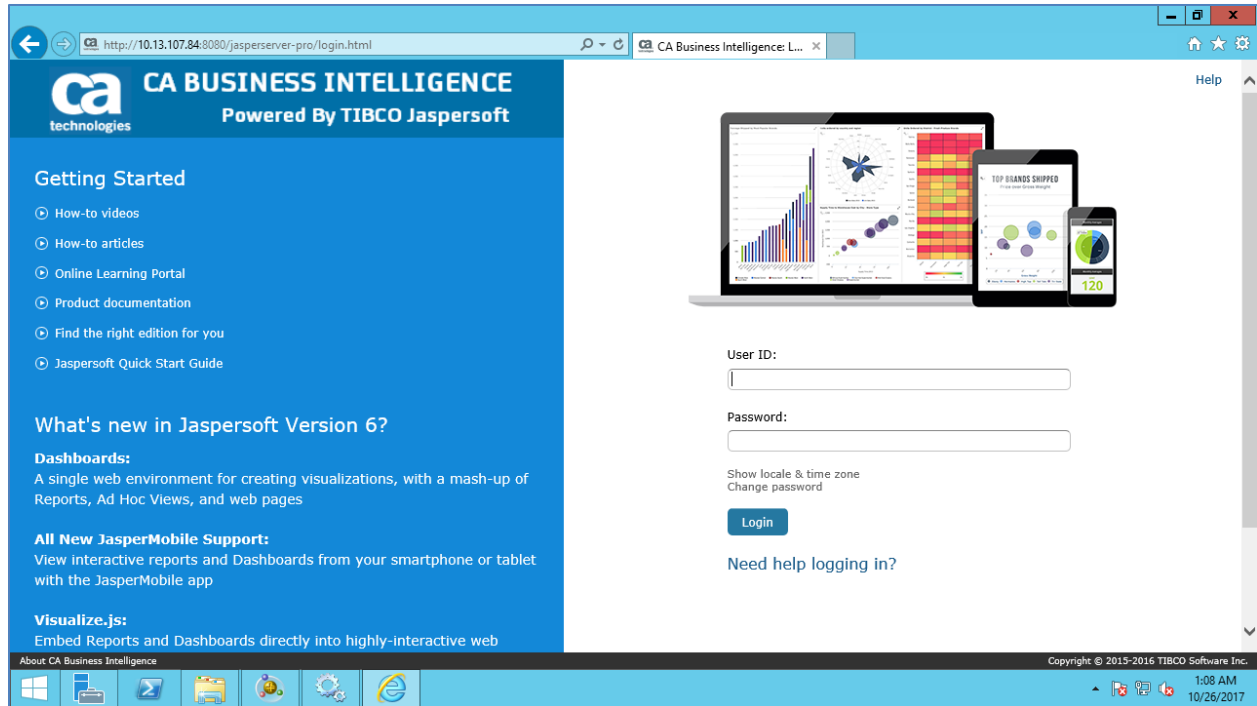 http://10.13.107.84:8080/jasperserver-pro/login.html
CA Business Intelligence: L...
ca
technologies
CA BUSINESS INTELLIGENCE
Powered By TIBCO Jaspersoft
Getting Started
How-to videos
How-to articles
Online Learning Portal
Product documentation
Find the right edition for you
Jaspersoft Quick Start Guide
What's new in Jaspersoft Version 6?
Dashboards:
A single web environment for creating visualizations, with a mash-up of
Reports, Ad Hoc Views, and web pages
All New JasperMobile Support:
View interactive reports and Dashboards from your smartphone or tablet
with the JasperMobile app
Visualize.js:
Embed Reports and Dashboards directly into highly-interactive web
Help
TOP BRANDS SHIPPED
120
User ID:
Password:
Show locale & time zone
Change password
Login
Need help logging in?
About CA Business Intelligence
Copyright © 2015-2016 TIBCO Software Inc.
1:08 AM
10/26/2017